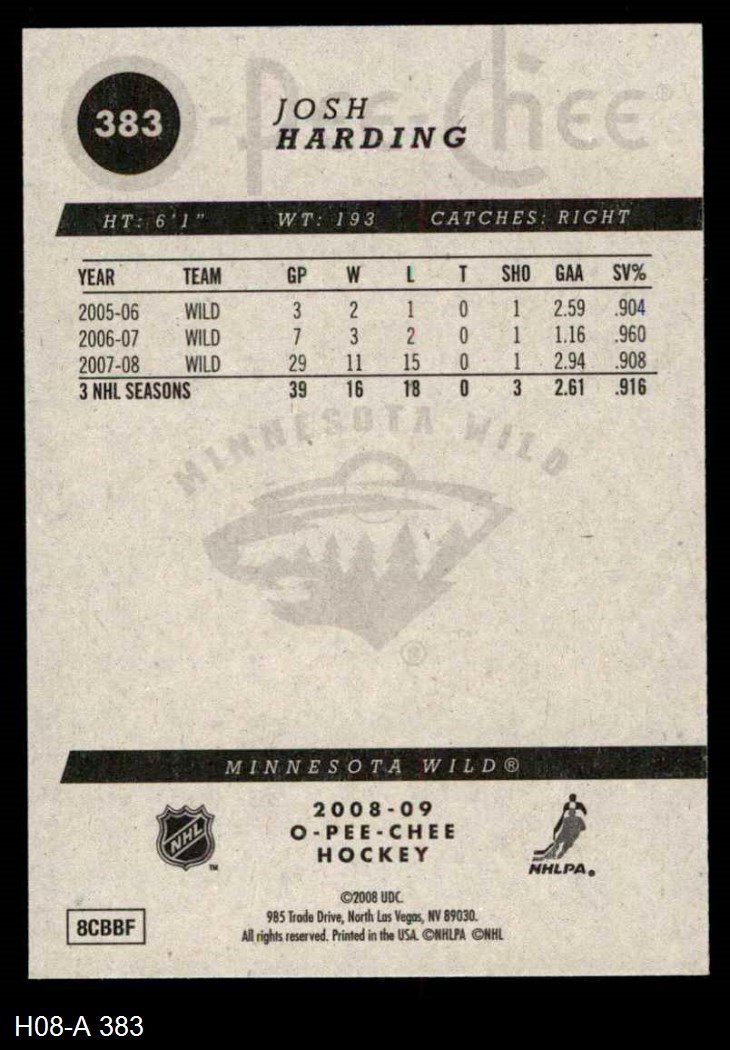 O-Pee-Chee®
383
JOSH
HARDING
HT: 6'1" WT: 193 CATCHES: RIGHT
YEAR TEAM GP W L T SHO GAA SV%
2005-06 WILD 3 2 1 0 1 2.59 .904
2006-07 WILD 7 3 2 0 1 1.16 .960
2007-08 WILD 29 11 15 0 1 2.94 .908
3 NHL SEASONS 39 16 18 0 3 2.61 .916
MINNESOTA WILD
®
MINNESOTA WILD®
NHL
TM
2008-09
O-PEE-CHEE
HOCKEY
NHLPA.
©2008 UDC.
985 Trade Drive, North Las Vegas, NV 89030.
All rights reserved. Printed in the USA. ©NHLPA ©NHL
8CBBF
H08-A 383